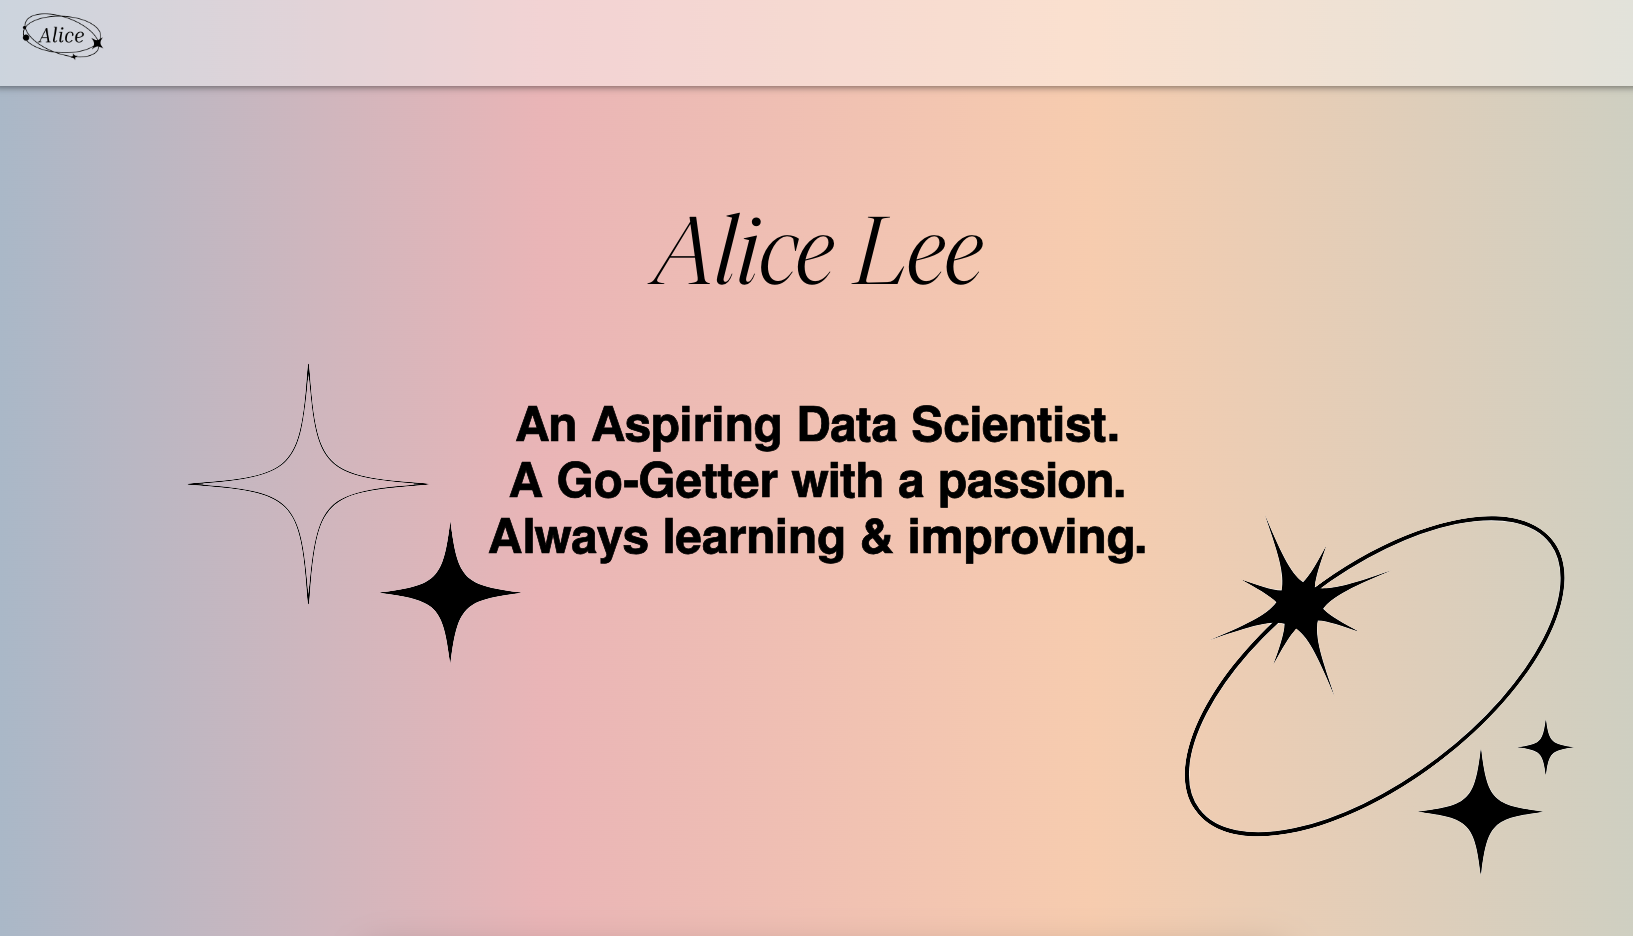 Alice
Alice Lee
An Aspiring Data Scientist.
A Go-Getter with a passion.
Always learning & improving.